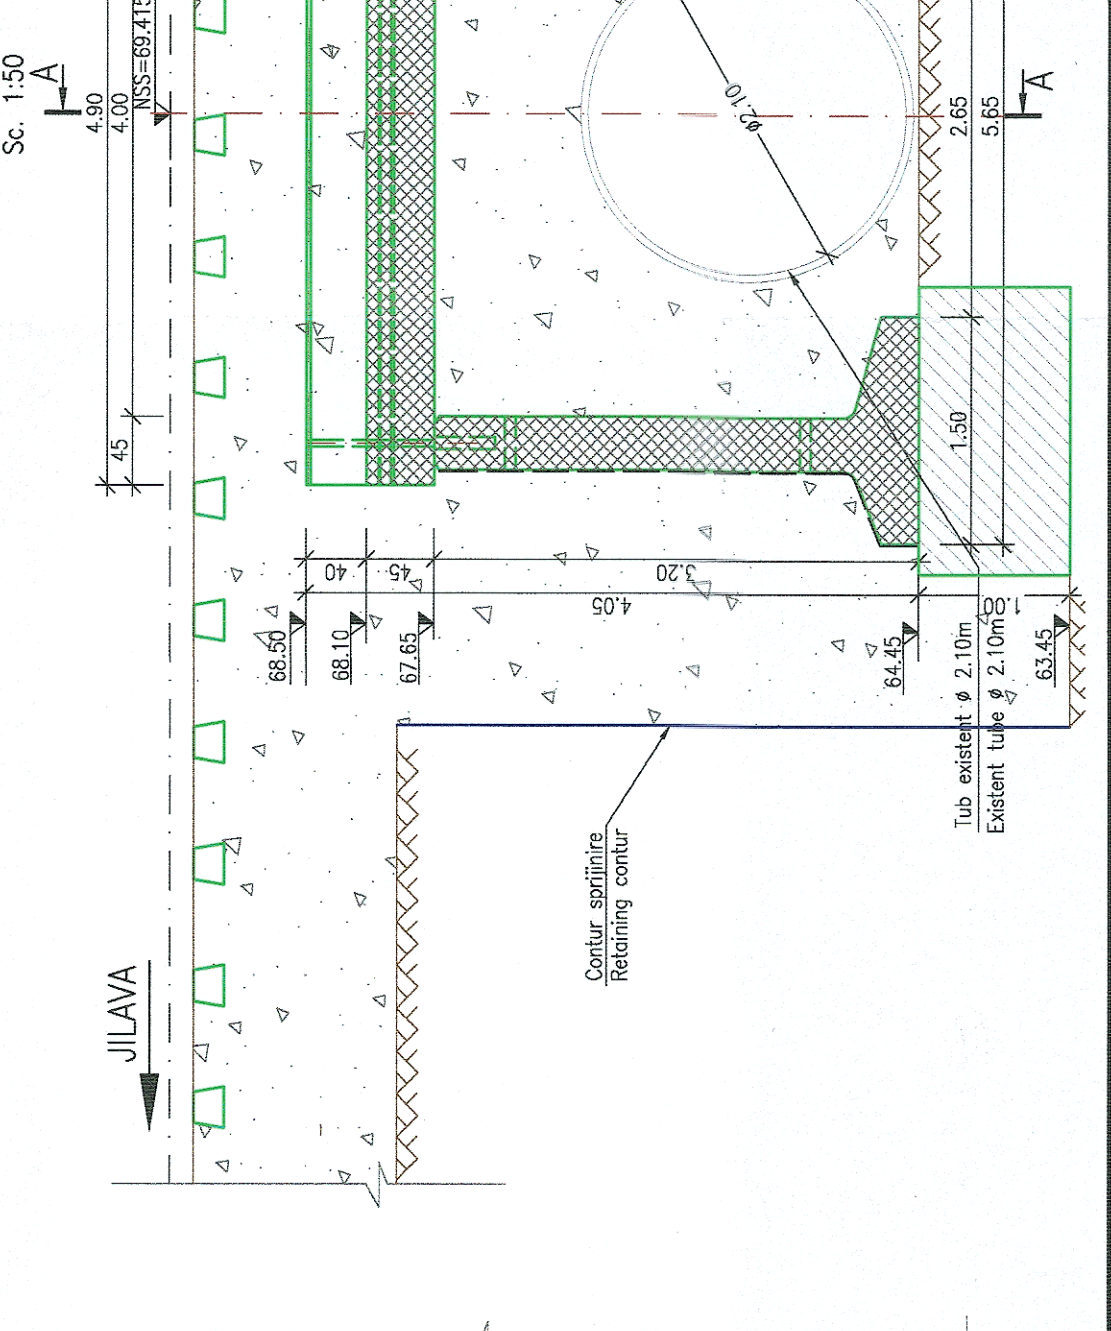 Sc. 1:50
A
4.90
4.00
NSS=69.415
45
2.65
5.65
A
ø2.10
1.50
40
45
3.20
4.05
1.00
68.50
68.10
67.65
64.45
63.45
Tub existent ø 2.10m
Existent tube ø 2.10m
Contur sprijinire
Retaining contur
JILAVA